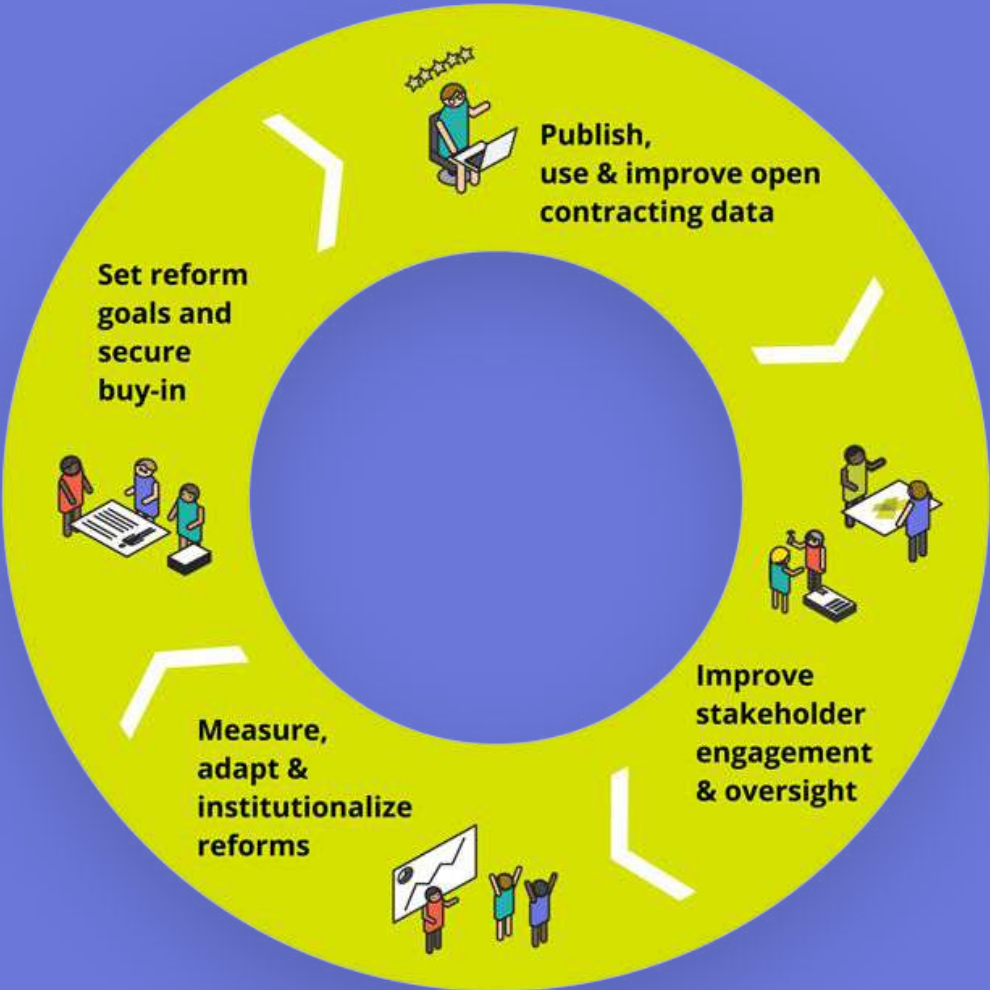 Publish,
use & improve open
contracting data
Set reform
goals and
secure
buy-in
Improve
stakeholder
engagement
& oversight
Measure,
adapt &
institutionalize
reforms